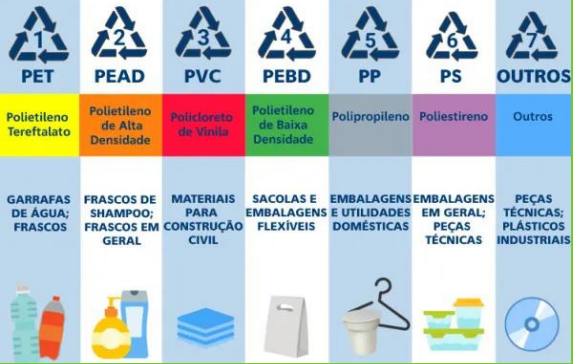 1
PET
Polietileno
Tereftalato
GARRAFAS
DE ÁGUA;
FRASCOS
2
PEAD
Polietileno
de Alta
Densidade
FRASCOS DE
SHAMPOO;
FRASCOS EM
GERAL
3
PVC
Policloreto
de Vinila
MATERIAIS
PARA
CONSTRUÇÃO
CIVIL
4
PEBD
Polietileno
de Baixa
Densidade
SACOLAS E
EMBALAGENS
FLEXÍVEIS
5
PP
Polipropileno
EMBALAGENS
E UTILIDADES
DOMÉSTICAS
6
PS
Poliestireno
EMBALAGENS
EM GERAL;
PEÇAS
TÉCNICAS
7
OUTROS
Outros
PEÇAS
TÉCNICAS;
PLÁSTICOS
INDUSTRIAIS